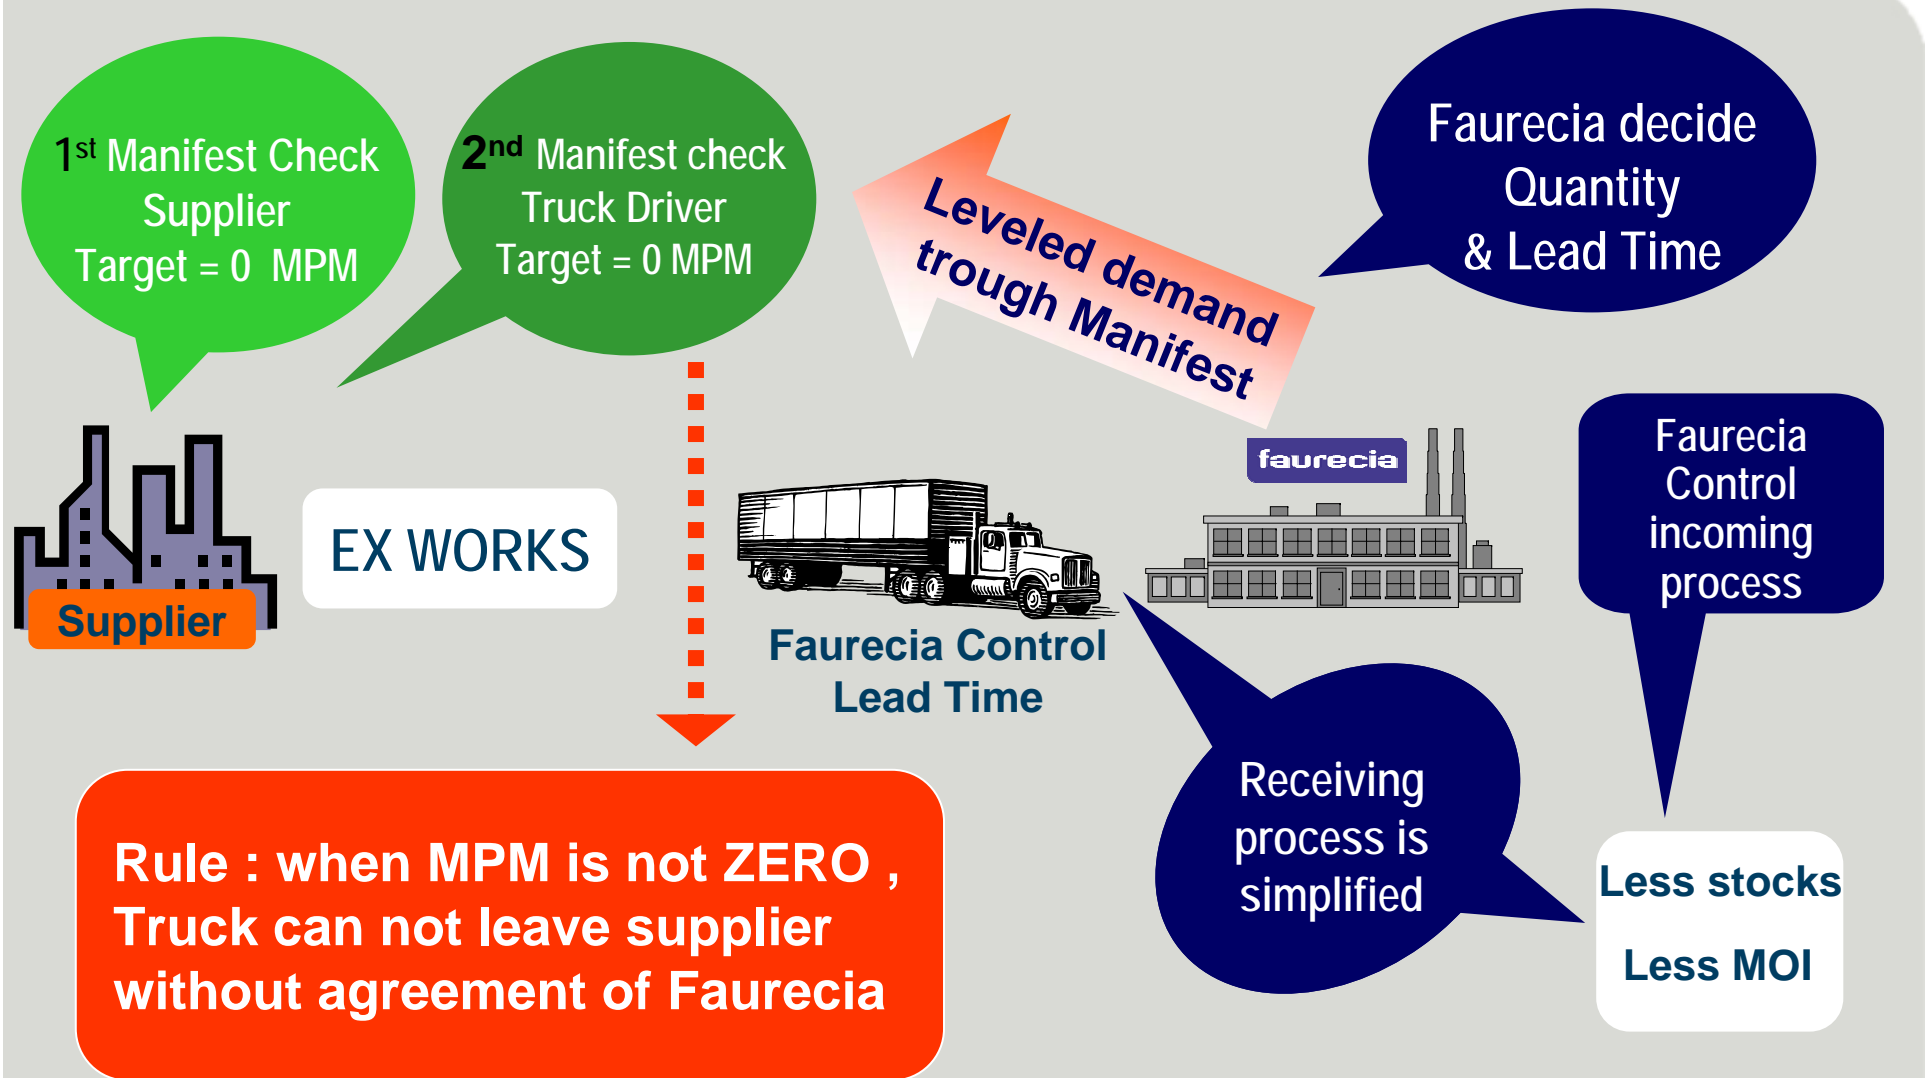 1st Manifest Check
Supplier
Target = 0 MPM
2nd Manifest check
Truck Driver
Target = 0 MPM
Leveled demand
trough Manifest
Faurecia decide
Quantity
& Lead Time
Supplier
EX WORKS
Faurecia Control
Lead Time
faurecia
Faurecia
Control
incoming
process
Rule : when MPM is not ZERO ,
Truck can not leave supplier
without agreement of Faurecia
Receiving
process is
simplified
Less stocks
Less MOI